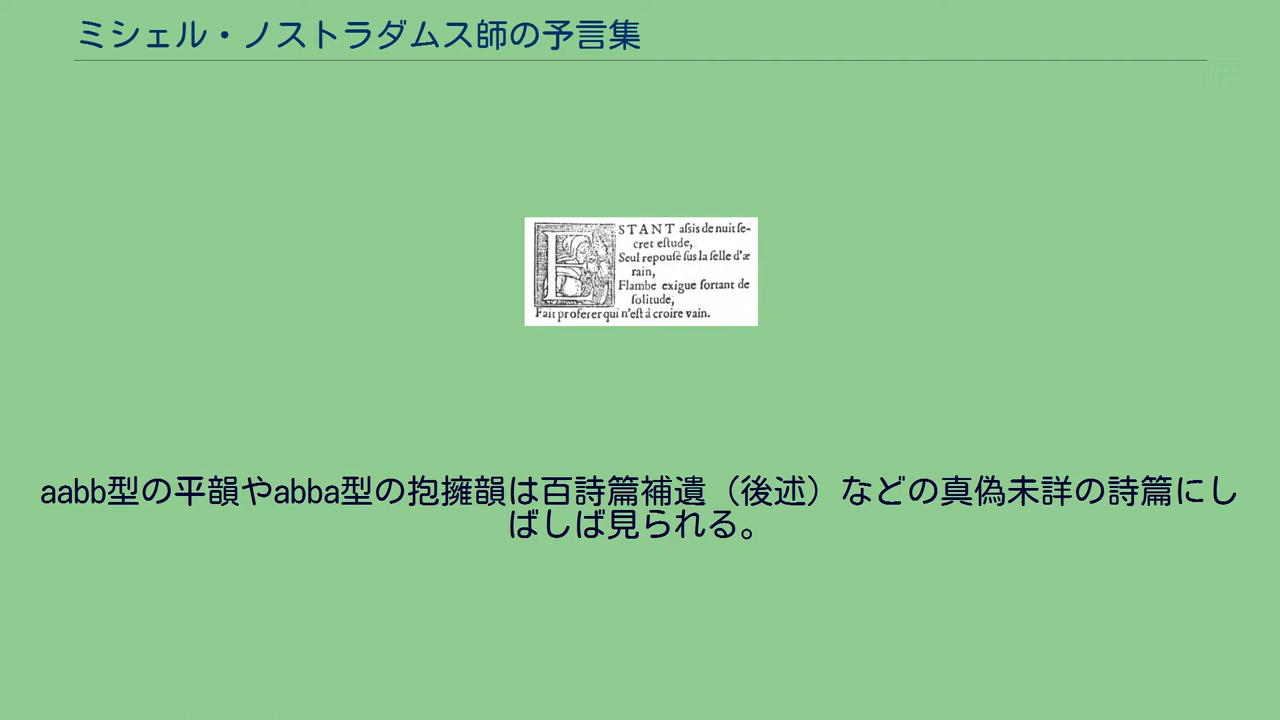 ミシェル・ノストラダムス師の予言集
ESTANT aſsis de nuit ſe-
cret eſtude,
Seul repouſé ſus la ſelle d'æ
rain,
Flambe exigue ſortant de
ſolitude,
Fait proferer qui n'eſt à croire vain.
aabb型の平韻やabba型の抱擁韻は百詩篇補遺（後述）などの真偽未詳の詩篇にし
ばしば見られる。